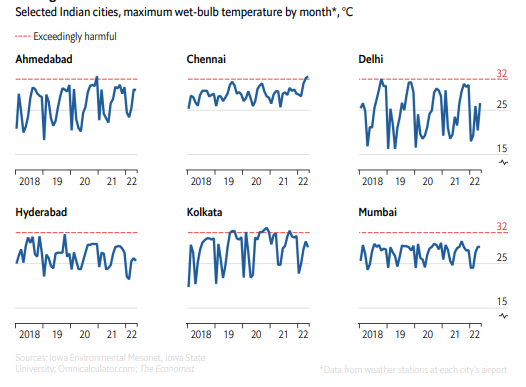 Selected Indian cities, maximum wet-bulb temperature by month*, °C
Exceedingly harmful
Ahmedabad
Chennai
Delhi
32
25
15
2018 19 20 21 22
2018 19 20 21 22
2018 19 20 21 22
Hyderabad
Kolkata
Mumbai
32
25
15
2018 19 20 21 22
2018 19 20 21 22
2018 19 20 21 22
Sources: Iowa Environmental Mesonet, Iowa State
University; Omnicalculator.com; The Economist
*Data from weather stations at each city's airport